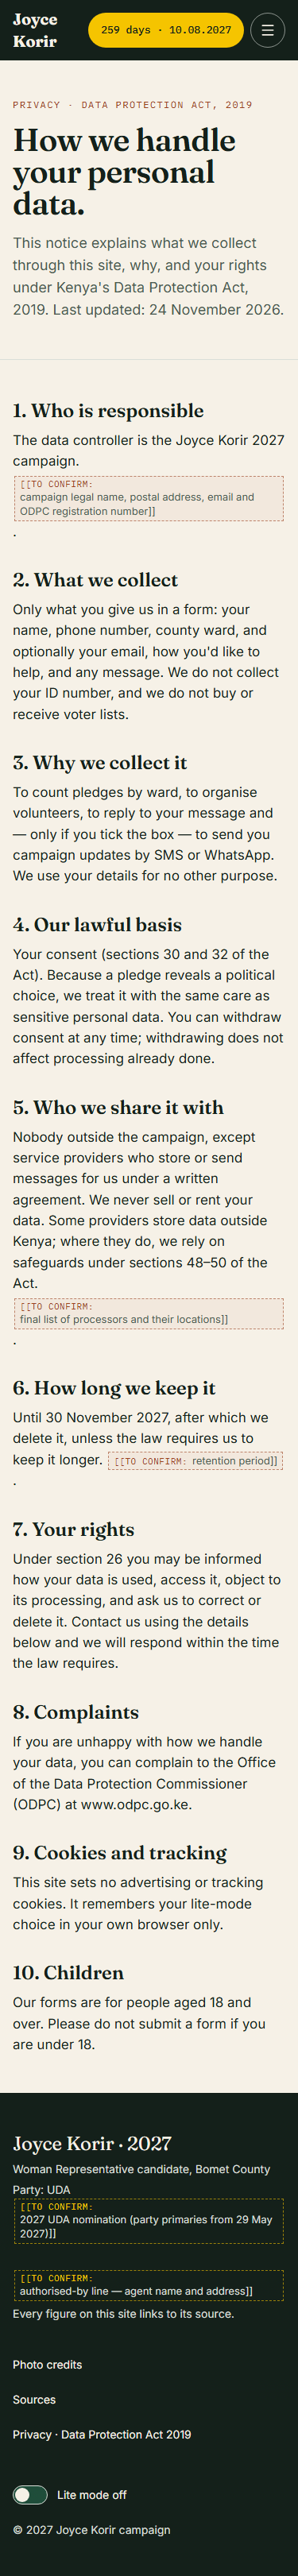 Joyce
Korir
259 days · 10.08.2027
PRIVACY · DATA PROTECTION ACT, 2019
How we handle
your personal
data.
This notice explains what we collect
through this site, why, and your rights
under Kenya's Data Protection Act,
2019. Last updated: 24 November 2026.
1. Who is responsible
The data controller is the Joyce Korir 2027
campaign.
[[TO CONFIRM:
campaign legal name, postal address, email and
ODPC registration number]]
.
2. What we collect
Only what you give us in a form: your
name, phone number, county ward, and
optionally your email, how you'd like to
help, and any message. We do not collect
your ID number, and we do not buy or
receive voter lists.
3. Why we collect it
To count pledges by ward, to organise
volunteers, to reply to your message and
— only if you tick the box — to send you
campaign updates by SMS or WhatsApp.
We use your details for no other purpose.
4. Our lawful basis
Your consent (sections 30 and 32 of the
Act). Because a pledge reveals a political
choice, we treat it with the same care as
sensitive personal data. You can withdraw
consent at any time; withdrawing does not
affect processing already done.
5. Who we share it with
Nobody outside the campaign, except
service providers who store or send
messages for us under a written
agreement. We never sell or rent your
data. Some providers store data outside
Kenya; where they do, we rely on
safeguards under sections 48–50 of the
Act.
[[TO CONFIRM:
final list of processors and their locations]]
.
6. How long we keep it
Until 30 November 2027, after which we
delete it, unless the law requires us to
keep it longer. [[TO CONFIRM: retention period]]
.
7. Your rights
Under section 26 you may be informed
how your data is used, access it, object to
its processing, and ask us to correct or
delete it. Contact us using the details
below and we will respond within the time
the law requires.
8. Complaints
If you are unhappy with how we handle
your data, you can complain to the Office
of the Data Protection Commissioner
(ODPC) at www.odpc.go.ke.
9. Cookies and tracking
This site sets no advertising or tracking
cookies. It remembers your lite-mode
choice in your own browser only.
10. Children
Our forms are for people aged 18 and
over. Please do not submit a form if you
are under 18.
Joyce Korir · 2027
Woman Representative candidate, Bomet County
Party: UDA
[[TO CONFIRM:
2027 UDA nomination (party primaries from 29 May
2027)]]
[[TO CONFIRM:
authorised-by line — agent name and address]]
Every figure on this site links to its source.
Photo credits
Sources
Privacy · Data Protection Act 2019
Lite mode off
© 2027 Joyce Korir campaign